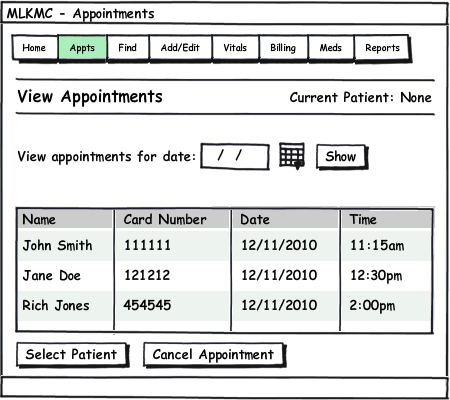 MLKMC - Appointments
Home Appts Find Add/Edit Vitals Billing Meds Reports
View Appointments Current Patient: None
View appointments for date: / / Show
Name Card Number Date Time
John Smith 111111 12/11/2010 11:15am
Jane Doe 121212 12/11/2010 12:30pm
Rich Jones 454545 12/11/2010 2:00pm
Select Patient Cancel Appointment